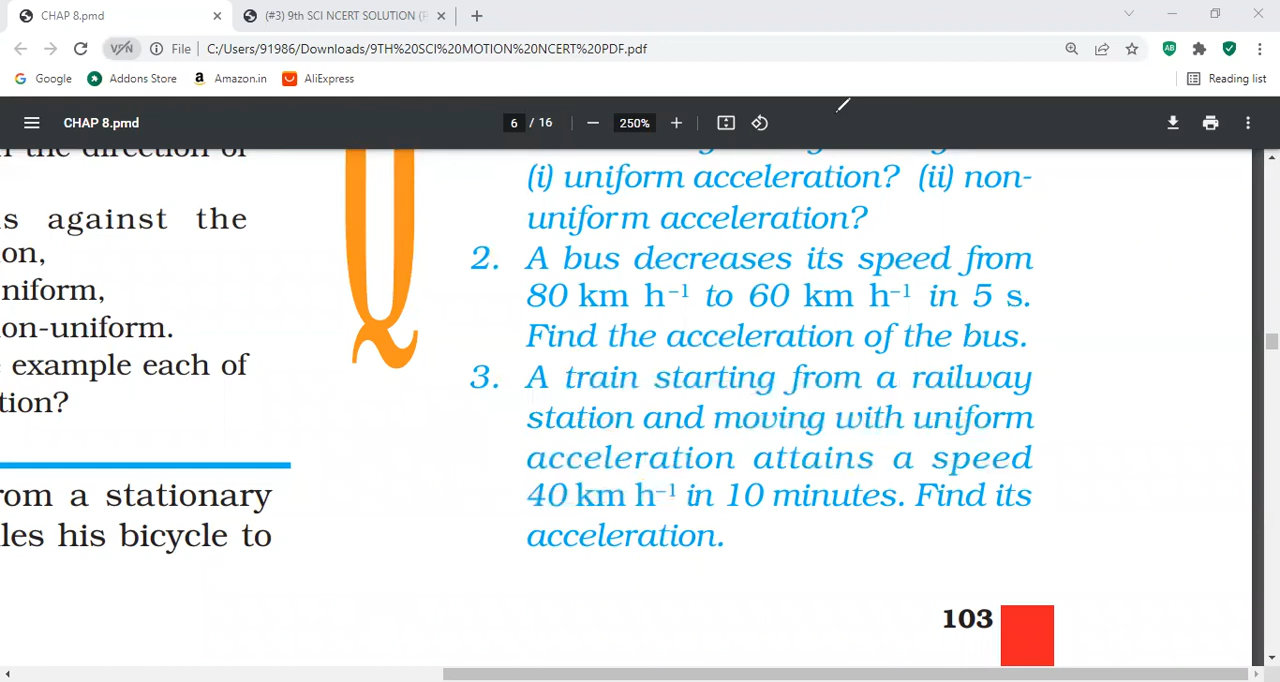 CHAP 8.pmd
(#3) 9th SCI NCERT SOLUTION (
VPN
File
C:/Users/91986/Downloads/9TH%20SCI%20MOTION%20NCERT%20PDF.pdf
AB
Google
Addons Store
Amazon.in
AliExpress
Reading list
CHAP 8.pmd
6 / 16
250%
the direction of
s against the
on,
niform,
on-uniform.
example each of
tion?
rom a stationary
les his bicycle to
Q
(i) uniform acceleration? (ii) non-
uniform acceleration?
2. A bus decreases its speed from
80 km h⁻¹ to 60 km h⁻¹ in 5 s.
Find the acceleration of the bus.
3. A train starting from a railway
station and moving with uniform
acceleration attains a speed
40 km h⁻¹ in 10 minutes. Find its
acceleration.
103